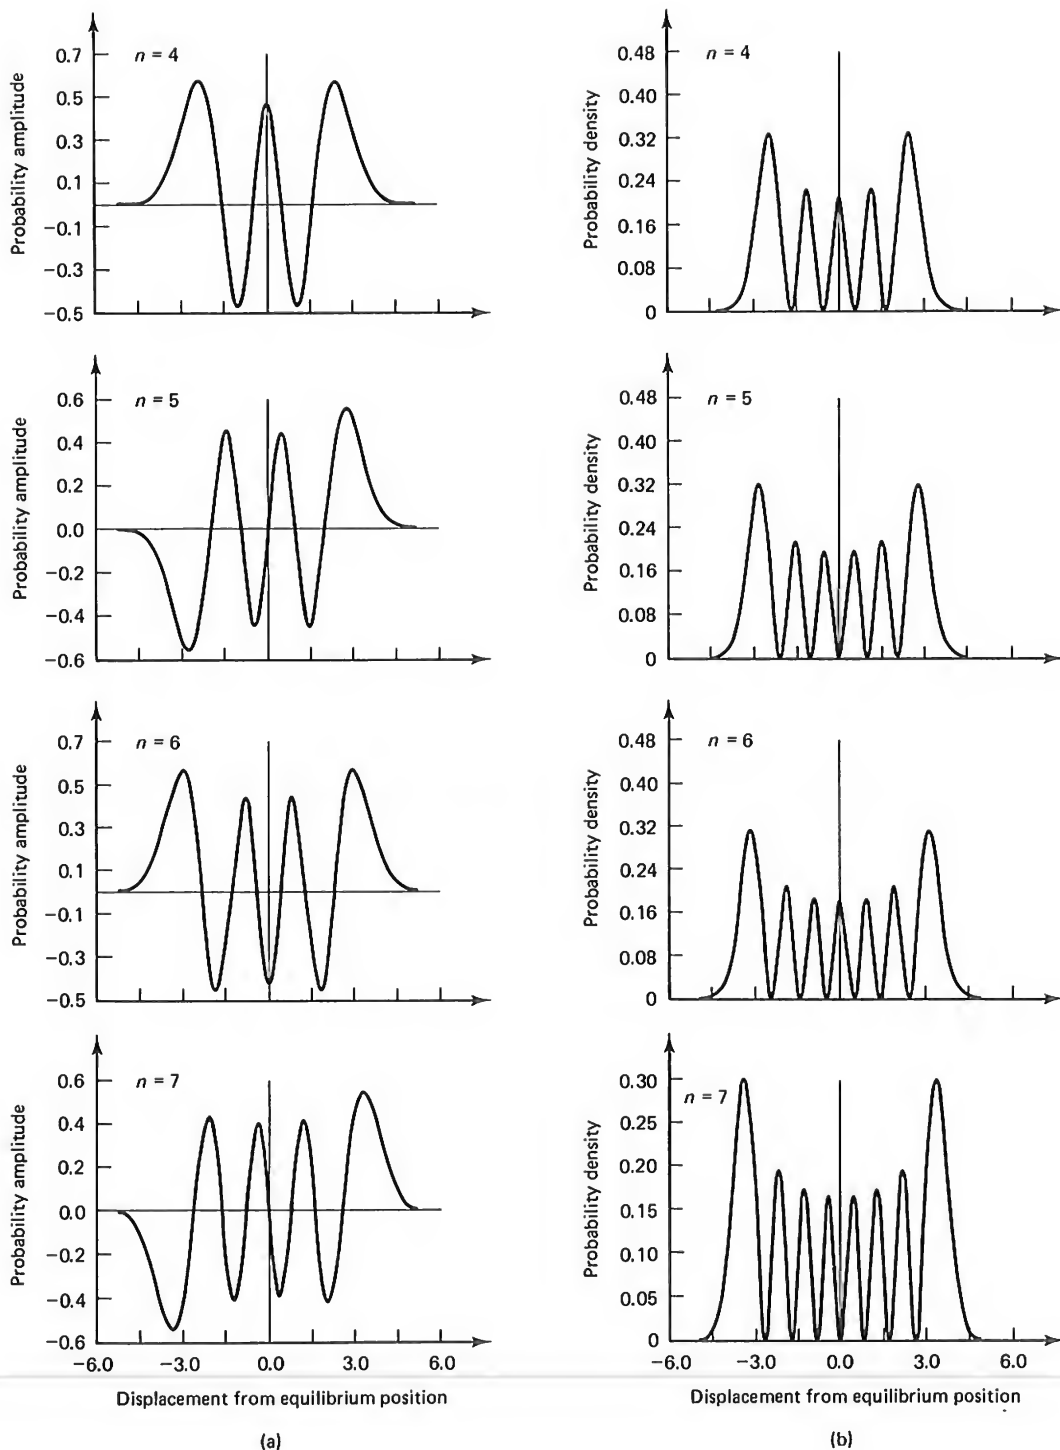 Probability amplitude
n = 4
0.7
0.5
0.3
0.1
−0.1
−0.3
−0.5
Probability density
n = 4
0.48
0.40
0.32
0.24
0.16
0.08
0
Probability amplitude
n = 5
0.6
0.4
0.2
0.0
−0.2
−0.4
−0.6
Probability density
n = 5
0.48
0.40
0.32
0.24
0.16
0.08
0
Probability amplitude
n = 6
0.7
0.5
0.3
0.1
−0.1
−0.3
−0.5
Probability density
n = 6
0.48
0.40
0.32
0.24
0.16
0.08
0
Probability amplitude
n = 7
0.6
0.4
0.2
0.0
−0.2
−0.4
−0.6
−6.0 −3.0 0.0 3.0 6.0
Displacement from equilibrium position
(a)
Probability density
n = 7
0.30
0.25
0.20
0.15
0.10
0.05
0
−6.0 −3.0 0.0 3.0 6.0
Displacement from equilibrium position
(b)